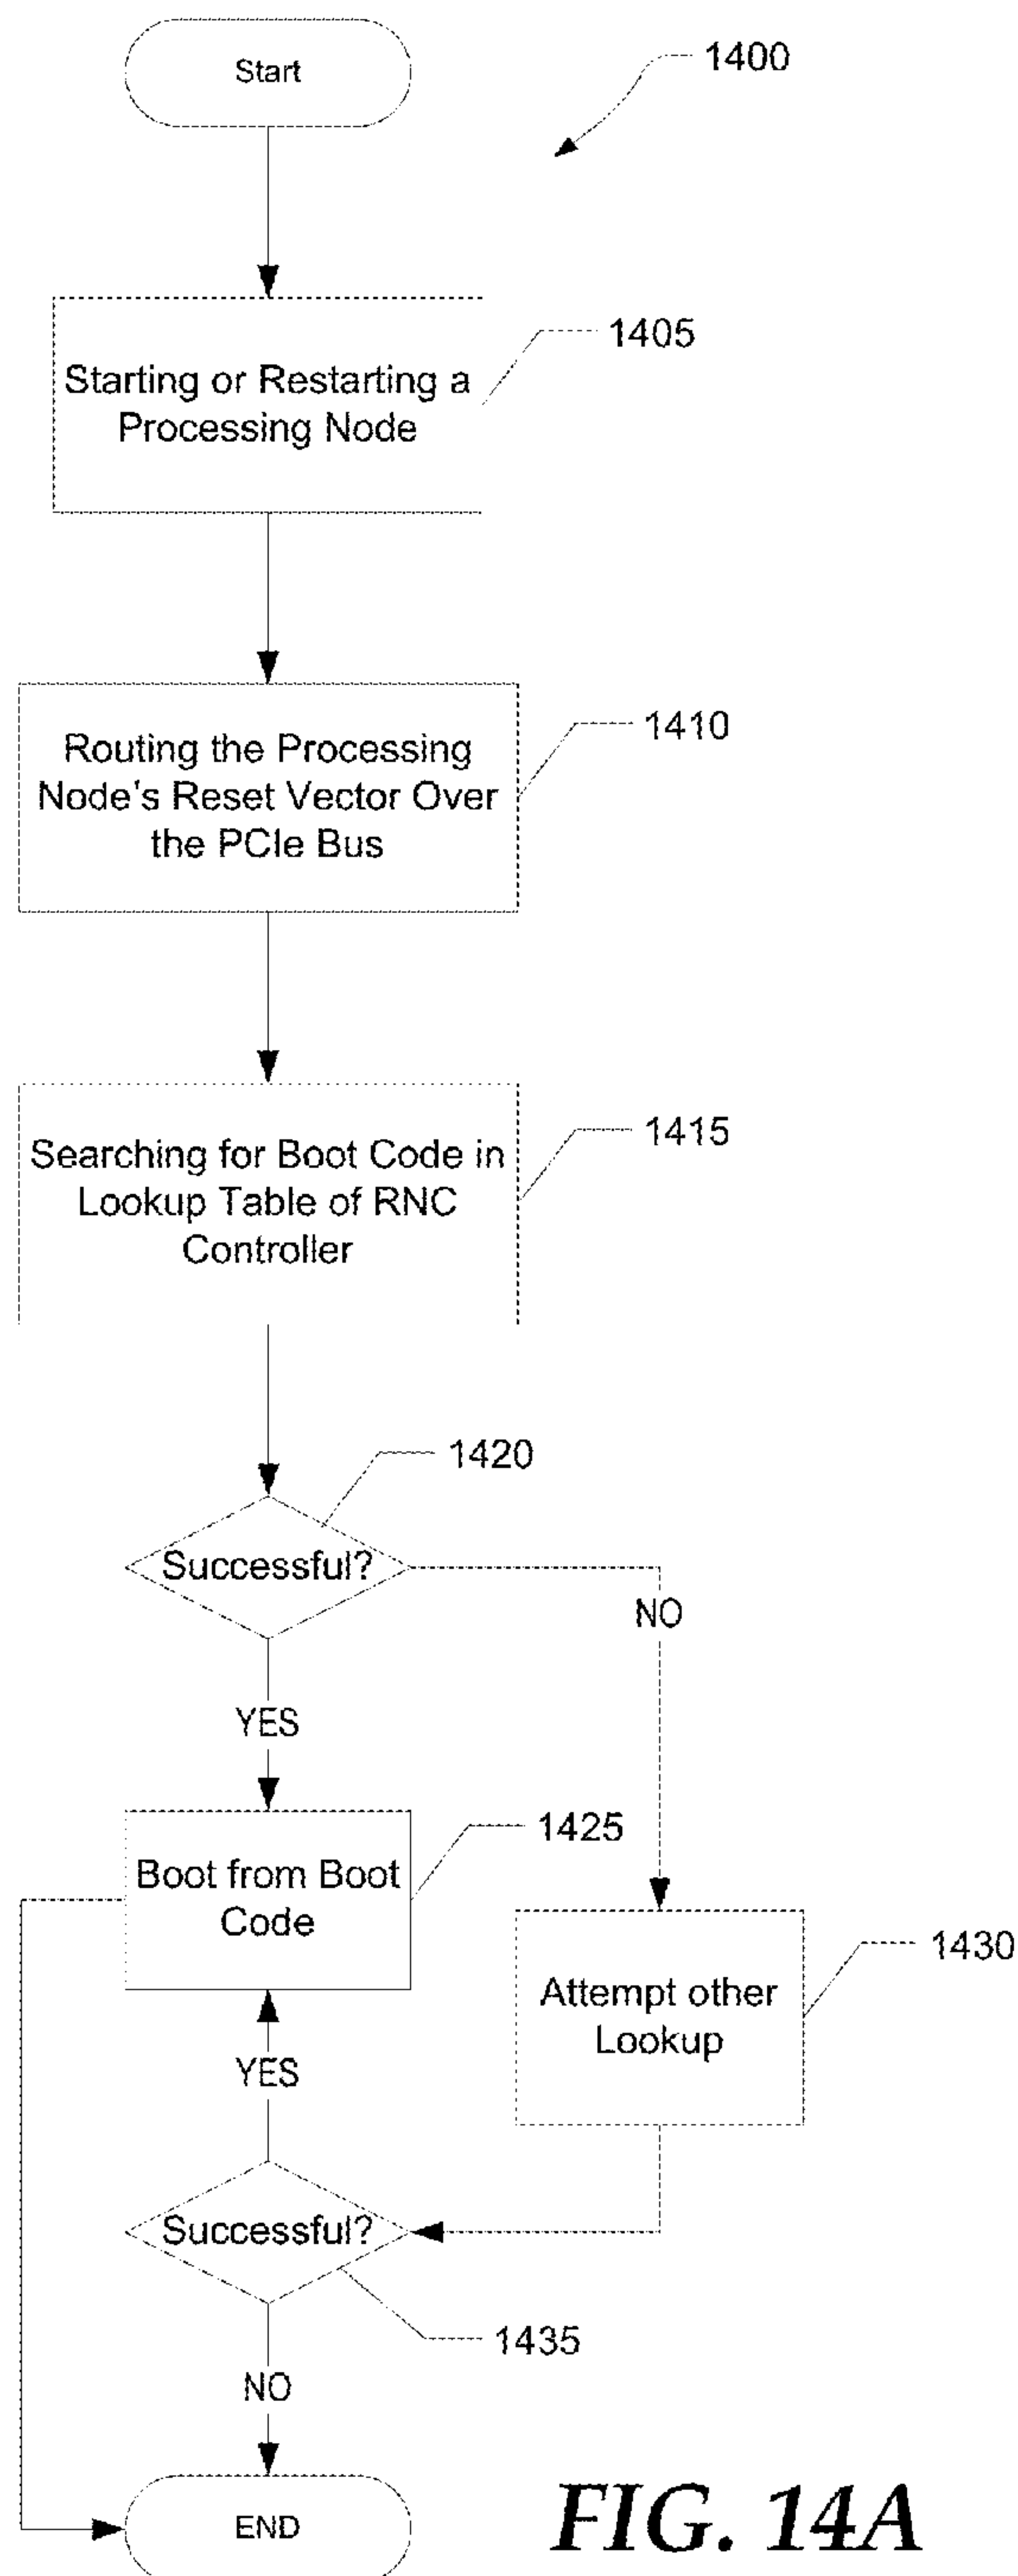 Start
1400
1405
Starting or Restarting a
Processing Node
1410
Routing the Processing
Node's Reset Vector Over
the PCIe Bus
1415
Searching for Boot Code in
Lookup Table of RNC
Controller
1420
Successful?
NO
YES
1425
Boot from Boot
Code
1430
Attempt other
Lookup
YES
Successful?
1435
NO
END
FIG. 14A